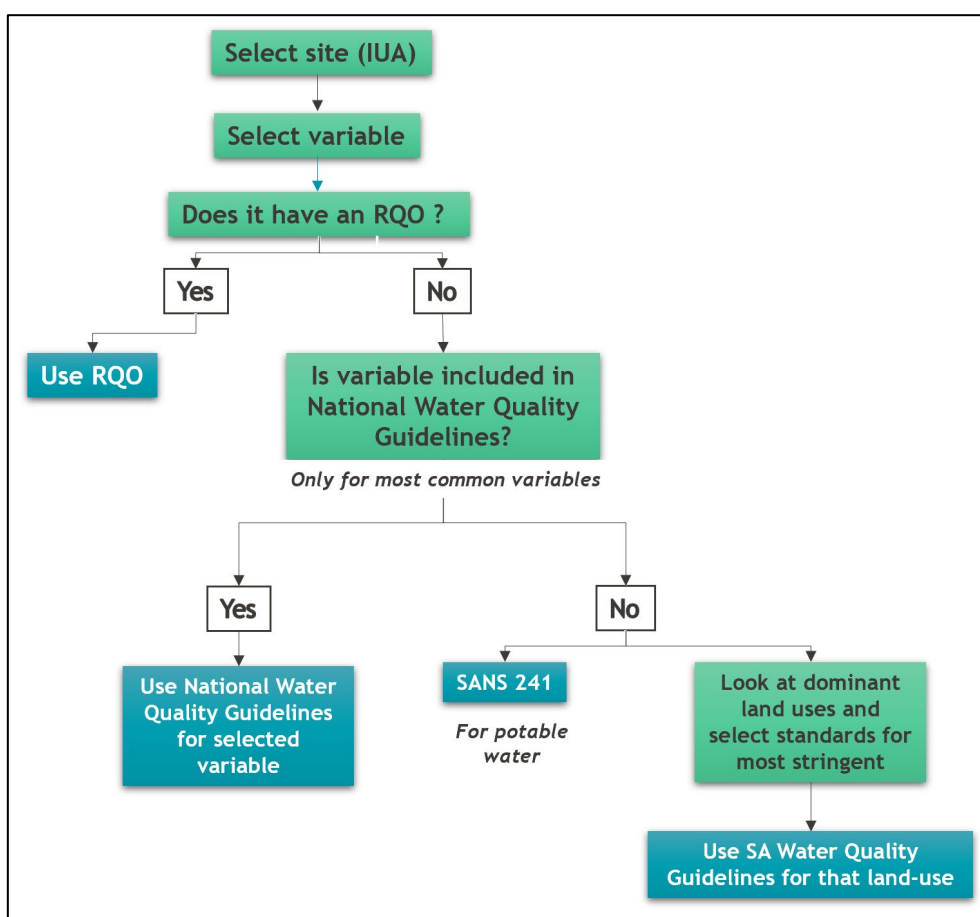 Select site (IUA)
Select variable
Does it have an RQO ?
Yes
No
Use RQO
Is variable included in
National Water Quality
Guidelines?
Only for most common variables
Yes
No
Use National Water
Quality Guidelines
for selected
variable
SANS 241
For potable
water
Look at dominant
land uses and
select standards for
most stringent
Use SA Water Quality
Guidelines for that land-use